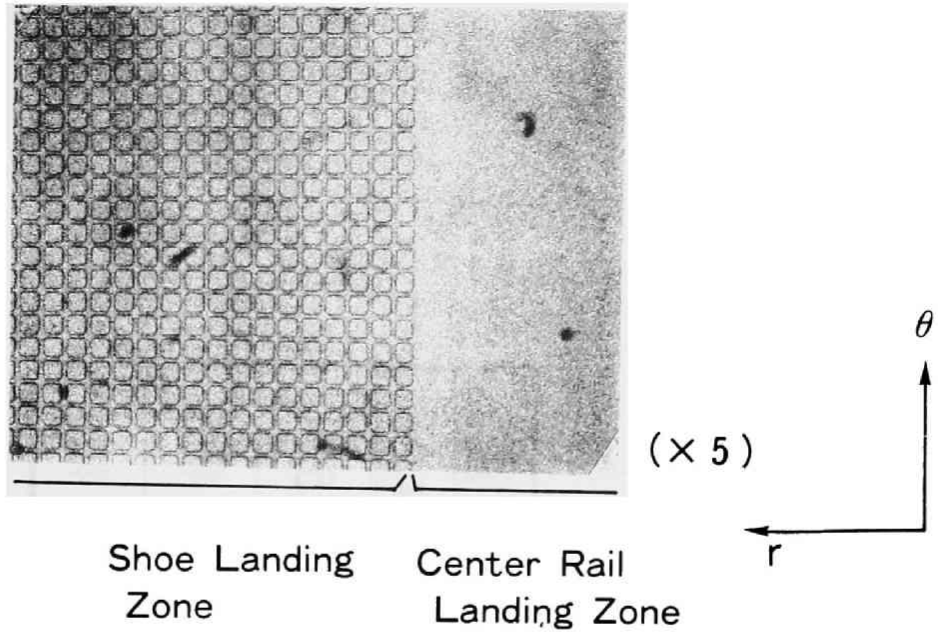 θ
(×5)
r
Shoe Landing
Zone
Center Rail
Landing Zone